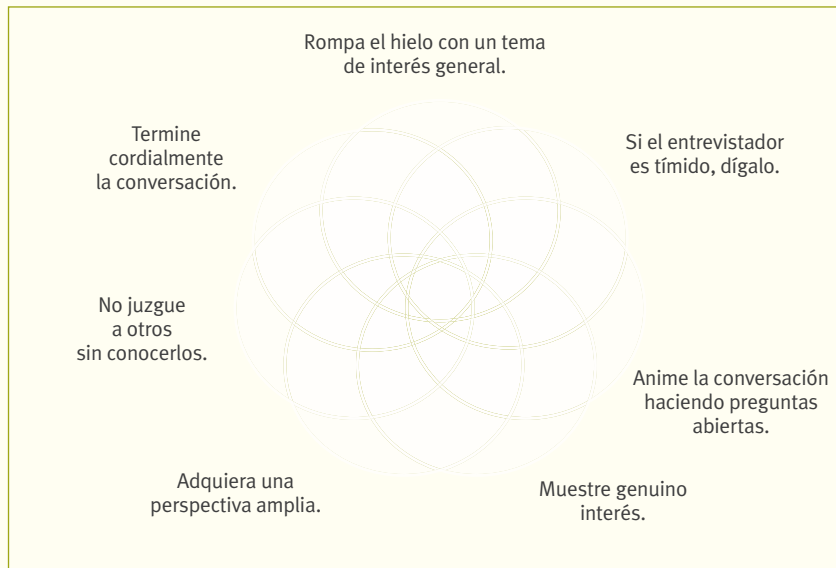 Rompa el hielo con un tema
de interés general.
Si el entrevistador
es tímido, dígalo.
Anime la conversación
haciendo preguntas
abiertas.
Muestre genuino
interés.
Adquiera una
perspectiva amplia.
No juzgue
a otros
sin conocerlos.
Termine
cordialmente
la conversación.